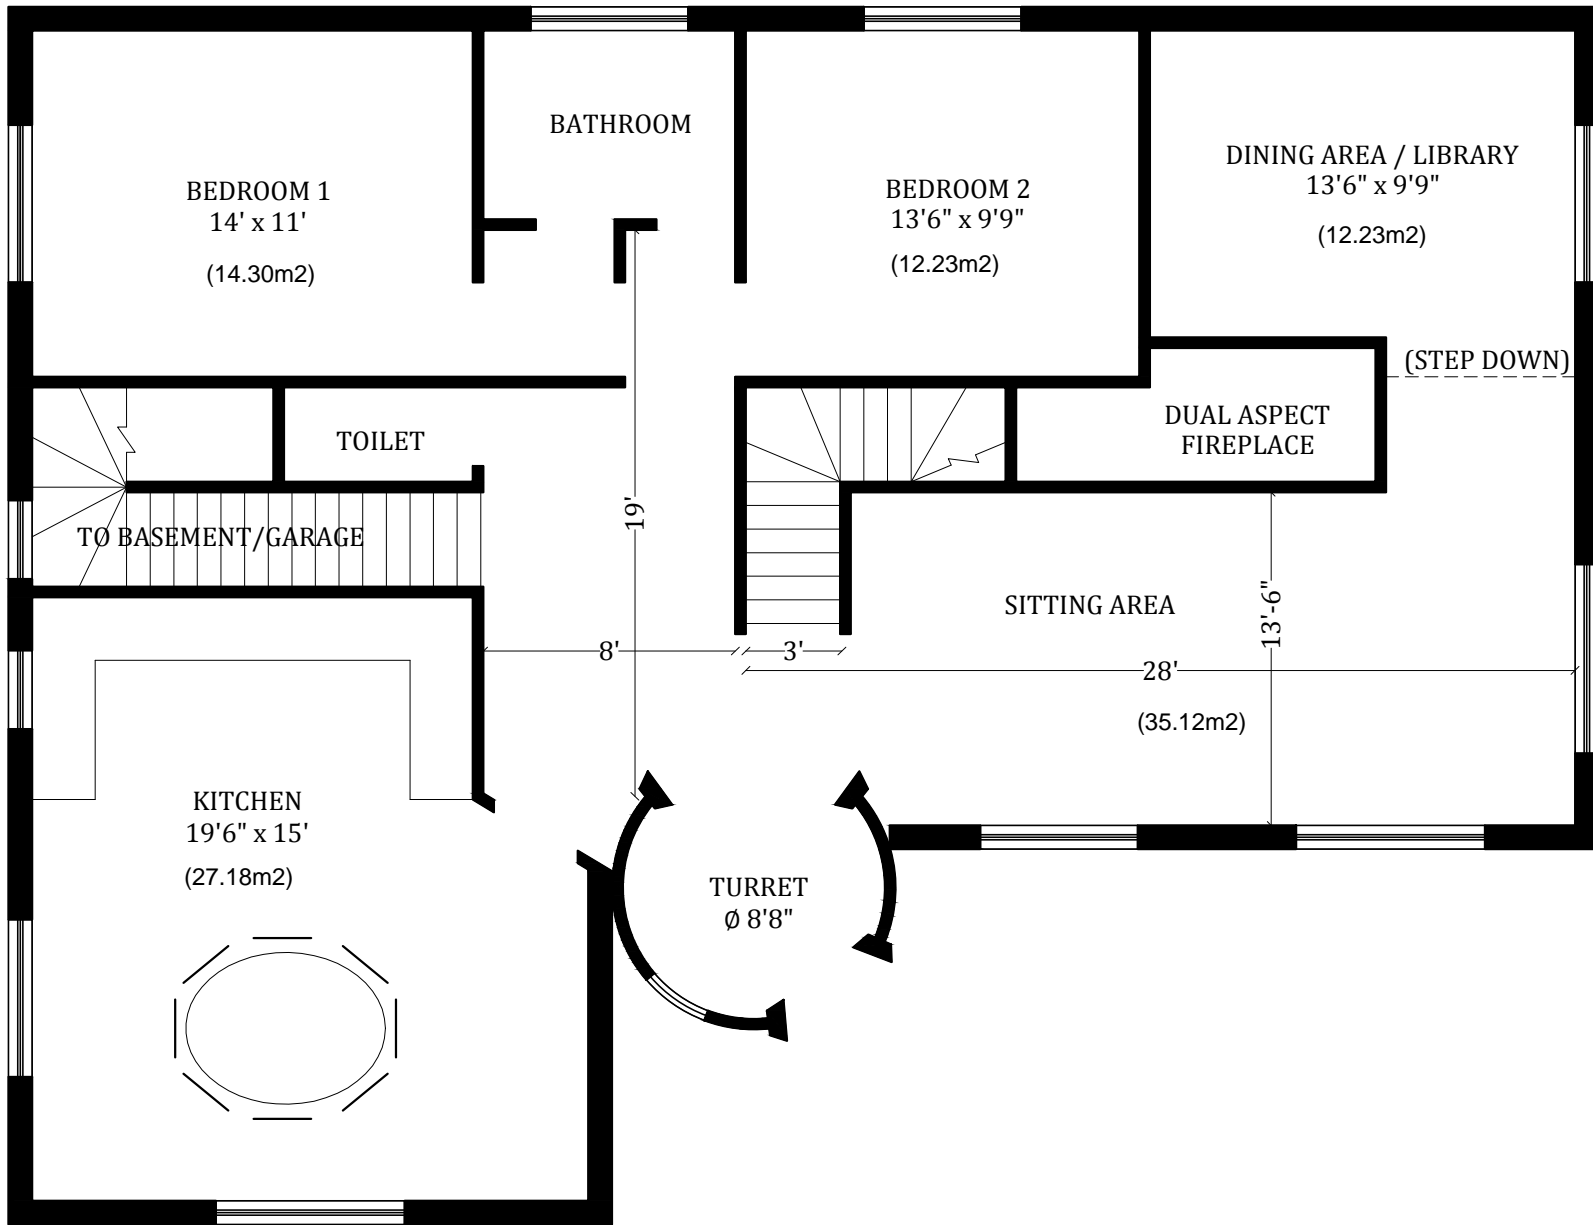 BATHROOM
BEDROOM 1
14' x 11'
(14.30m2)
BEDROOM 2
13'6" x 9'9"
(12.23m2)
DINING AREA / LIBRARY
13'6" x 9'9"
(12.23m2)
(STEP DOWN)
TOILET
DUAL ASPECT
FIREPLACE
TO BASEMENT/GARAGE
19'
SITTING AREA
13'-6"
8'
3'
28'
(35.12m2)
KITCHEN
19'6" x 15'
(27.18m2)
TURRET
Ø 8'8"